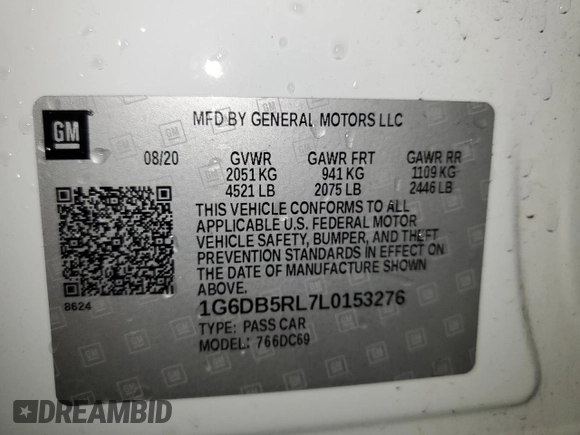 GM
MFD BY GENERAL MOTORS LLC
08/20 GVWR GAWR FRT GAWR RR
2051 KG 941 KG 1109 KG
4521 LB 2075 LB 2446 LB
THIS VEHICLE CONFORMS TO ALL
APPLICABLE U.S. FEDERAL MOTOR
VEHICLE SAFETY, BUMPER, AND THEFT
PREVENTION STANDARDS IN EFFECT ON
THE DATE OF MANUFACTURE SHOWN
ABOVE.
8624
1G6DB5RL7L0153276
TYPE: PASS CAR
MODEL: 766DC69
DREAMBID